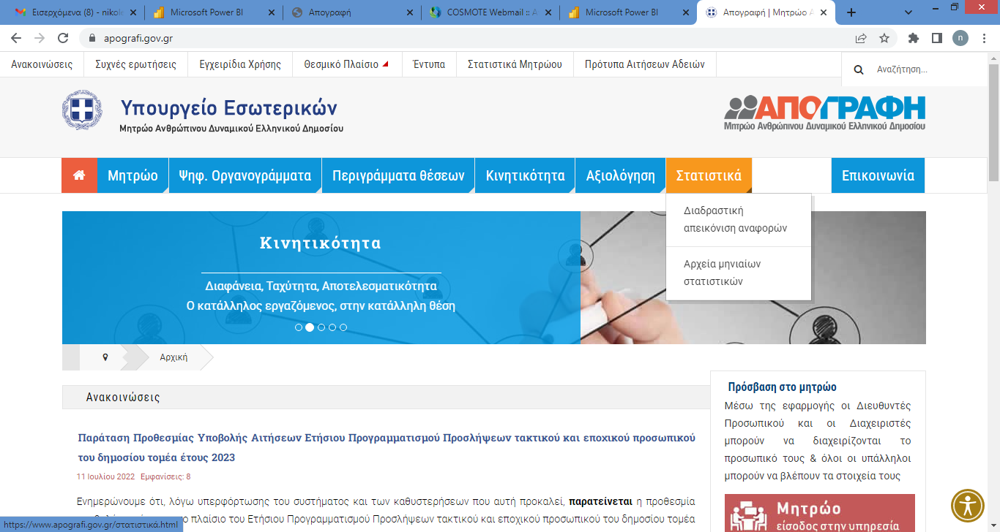 Εισερχόμενα (8) - nikol
Microsoft Power BI
Απογραφή
COSMOTE Webmail :: Α
Microsoft Power BI
Απογραφή | Μητρώο Α
apografi.gov.gr
n
Ανακοινώσεις
Συχνές ερωτήσεις
Εγχειρίδια Χρήσης
Θεσμικό Πλαίσιο
Έντυπα
Στατιστικά Μητρώου
Πρότυπα Αιτήσεων Αδειών
Αναζήτηση...
Υπουργείο Εσωτερικών
Μητρώο Ανθρώπινου Δυναμικού Ελληνικού Δημοσίου
ΑΠΟΓΡΑΦΗ
Μητρώο Ανθρώπινου Δυναμικού Ελληνικού Δημοσίου
Μητρώο
Ψηφ. Οργανογράμματα
Περιγράμματα θέσεων
Κινητικότητα
Αξιολόγηση
Στατιστικά
Επικοινωνία
Διαδραστική
απεικόνιση αναφορών
Αρχεία μηνιαίων
στατιστικών
Κινητικότητα
Διαφάνεια, Ταχύτητα, Αποτελεσματικότητα
Ο κατάλληλος εργαζόμενος, στην κατάλληλη θέση
Αρχική
Ανακοινώσεις
Παράταση Προθεσμίας Υποβολής Αιτήσεων Ετήσιου Προγραμματισμού Προσλήψεων τακτικού και εποχικού προσωπικού
του δημοσίου τομέα έτους 2023
11 Ιουλίου 2022 Εμφανίσεις: 8
Ενημερώνουμε ότι, λόγω υπερφόρτωσης του συστήματος και των καθυστερήσεων που αυτή προκαλεί, παρατείνεται η προθεσμία
πλαίσιο του Ετήσιου Προγραμματισμού Προσλήψεων τακτικού και εποχικού προσωπικού του δημοσίου τομέα
Πρόσβαση στο μητρώο
Μέσω της εφαρμογής οι Διευθυντές
Προσωπικού και οι Διαχειριστές
μπορούν να διαχειρίζονται το
προσωπικό τους & όλοι οι υπάλληλοι
μπορούν να βλέπουν τα στοιχεία τους
Μητρώο
είσοδος στην υπηρεσία
https://www.apografi.gov.gr/στατιστικά.html